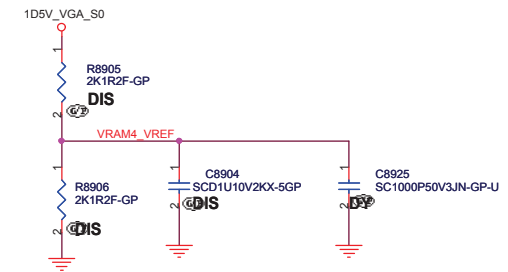 1D5V_VGA_S0
1
R8905
2K1R2F-GP
DIS
2
VRAM4_VREF
1
R8906
2K1R2F-GP
2
DIS
1
C8904
SCD1U10V2KX-5GP
2
DIS
1
C8925
SC1000P50V3JN-GP-U
2
DY